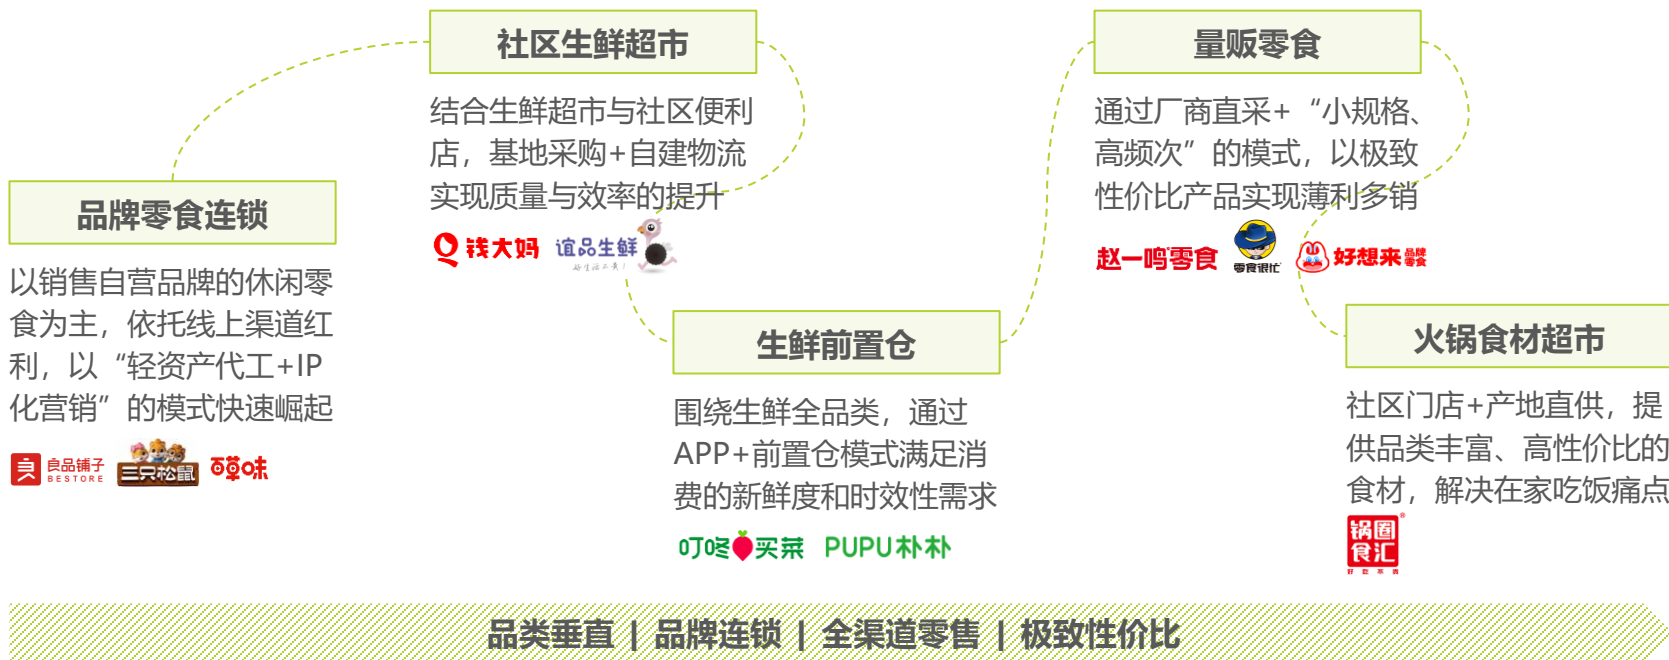 品牌零食连锁
以销售自营品牌的休闲零
食为主，依托线上渠道红
利，以“轻资产代工+IP
化营销”的模式快速崛起
良品铺子
BESTORE
三只松鼠
百草味
社区生鲜超市
结合生鲜超市与社区便利
店，基地采购+自建物流
实现质量与效率的提升
钱大妈
谊品生鲜
生鲜前置仓
围绕生鲜全品类，通过
APP+前置仓模式满足消
费的新鲜度和时效性需求
叮咚买菜
PUPU朴朴
量贩零食
通过厂商直采+“小规格、
高频次”的模式，以极致
性价比产品实现薄利多销
赵一鸣零食
零食很忙
好想来 品牌零食
火锅食材超市
社区门店+产地直供，提
供品类丰富、高性价比的
食材，解决在家吃饭痛点
锅圈
食汇
®
好吃不贵
品类垂直 | 品牌连锁 | 全渠道零售 | 极致性价比